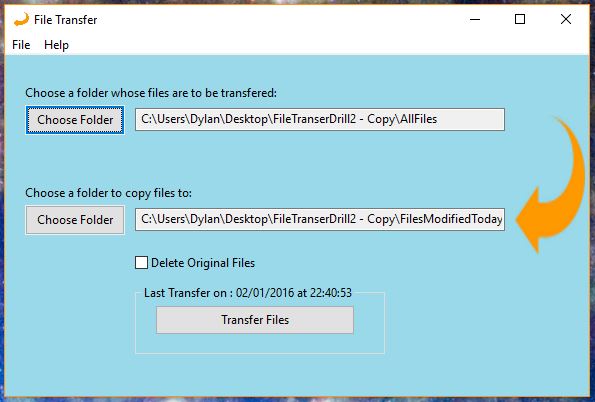 File Transfer
File Help
Choose a folder whose files are to be transfered:
Choose Folder C:\Users\Dylan\Desktop\FileTranserDrill2 - Copy\AllFiles
Choose a folder to copy files to:
Choose Folder C:\Users\Dylan\Desktop\FileTranserDrill2 - Copy\FilesModifiedToday
Delete Original Files
Last Transfer on : 02/01/2016 at 22:40:53
Transfer Files